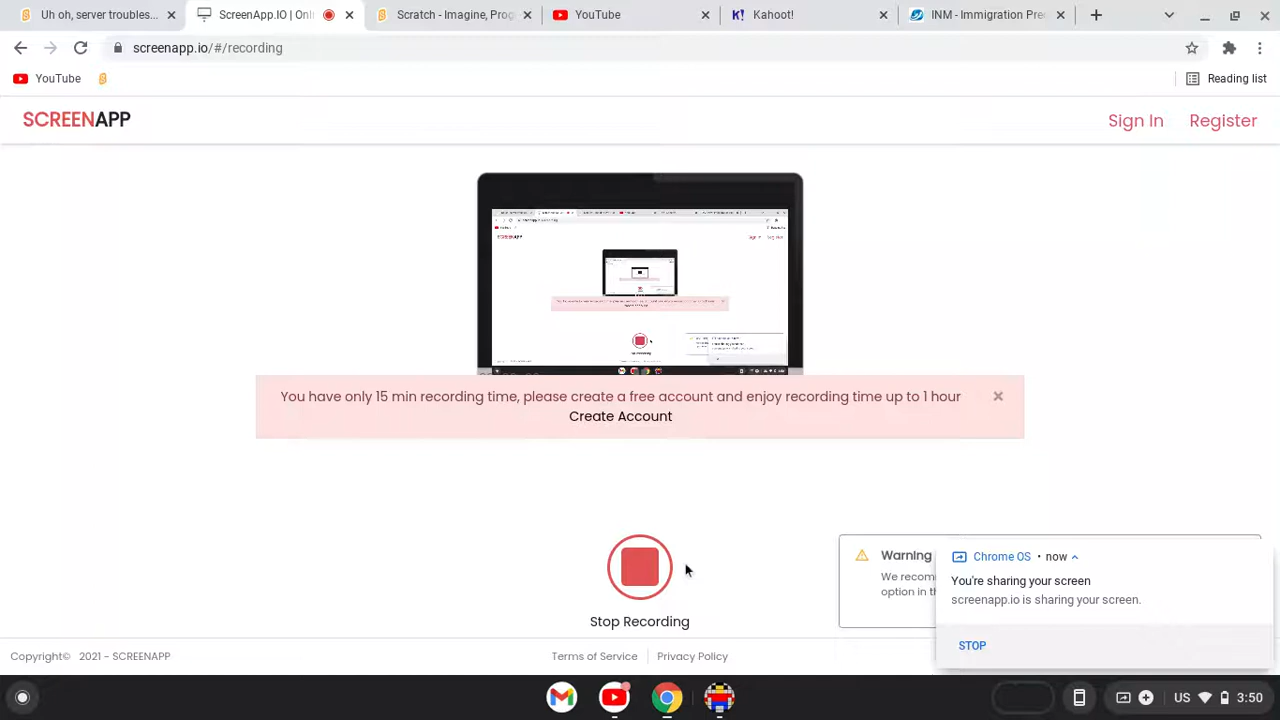 Uh oh, server troubles...
ScreenApp.IO | Onl
Scratch - Imagine, Prog
YouTube
Kahoot!
INM - Immigration Pre
screenapp.io/#/recording
YouTube
Reading list
SCREENAPP
Sign In
Register
You have only 15 min recording time, please create a free account and enjoy recording time up to 1 hour
Create Account
Stop Recording
Warning
We recom
option in th
Chrome OS • now
You're sharing your screen
screenapp.io is sharing your screen.
STOP
Copyright© 2021 - SCREENAPP
Terms of Service
Privacy Policy
US
3:50